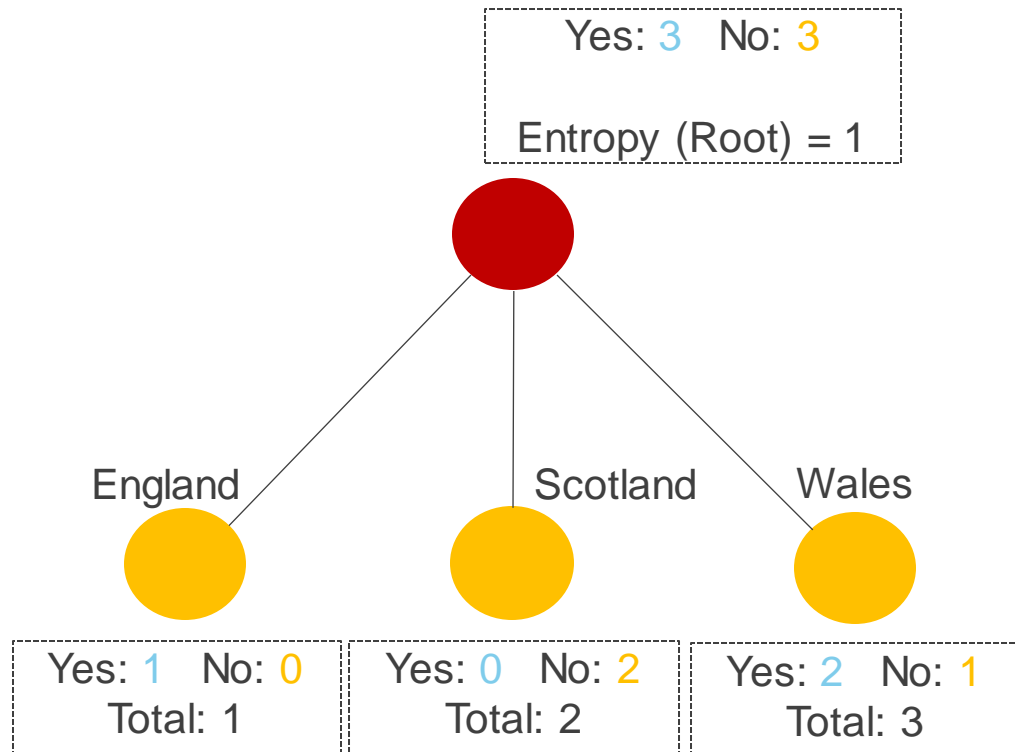 Yes: 3 No: 3
Entropy (Root) = 1
England
Scotland
Wales
Yes: 1 No: 0
Total: 1
Yes: 0 No: 2
Total: 2
Yes: 2 No: 1
Total: 3